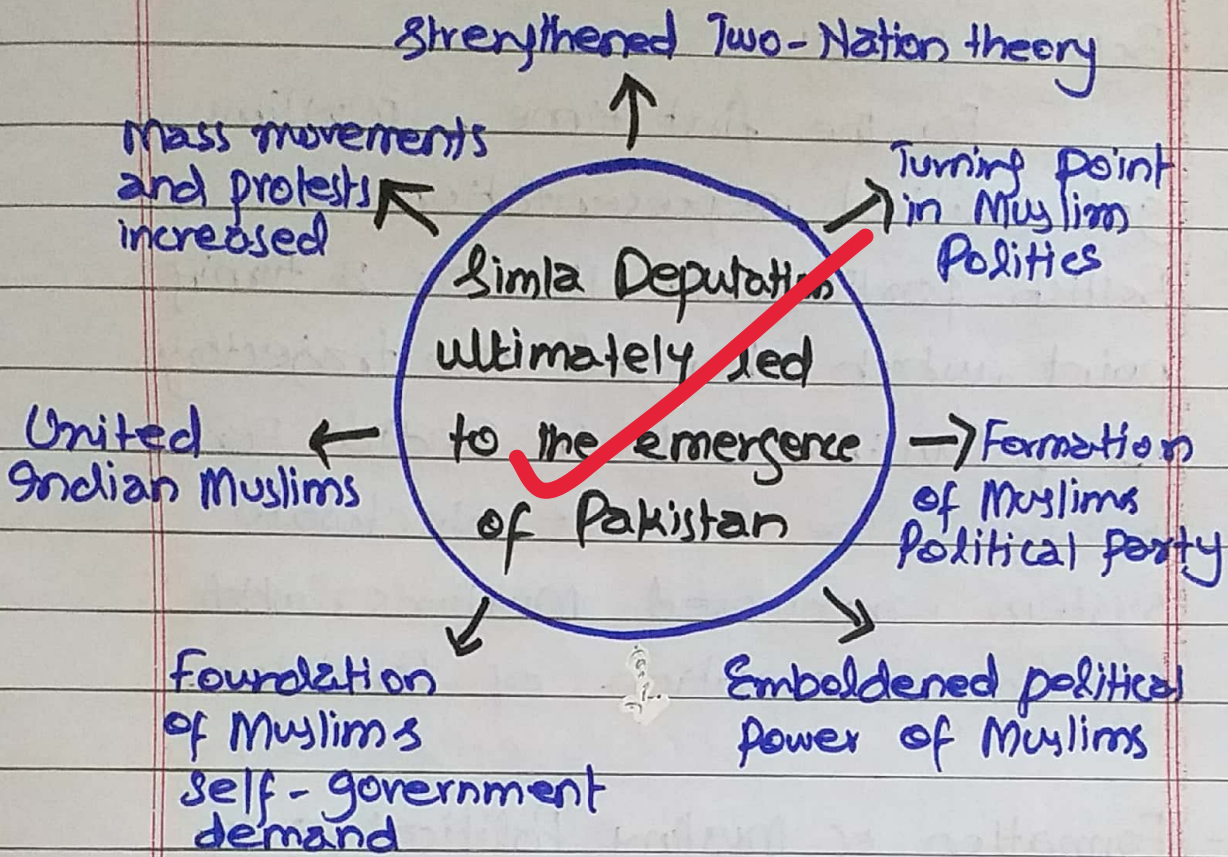 Strengthened Two-Nation theory
Mass movements
and protests
increased
Turning point
in Muslim
Politics
Simla Deputation
ultimately led
to the emergence
of Pakistan
United
Indian Muslims
Formation
of Muslims
Political party
Foundation
of Muslims
self-government
demand
Emboldened political
power of Muslims